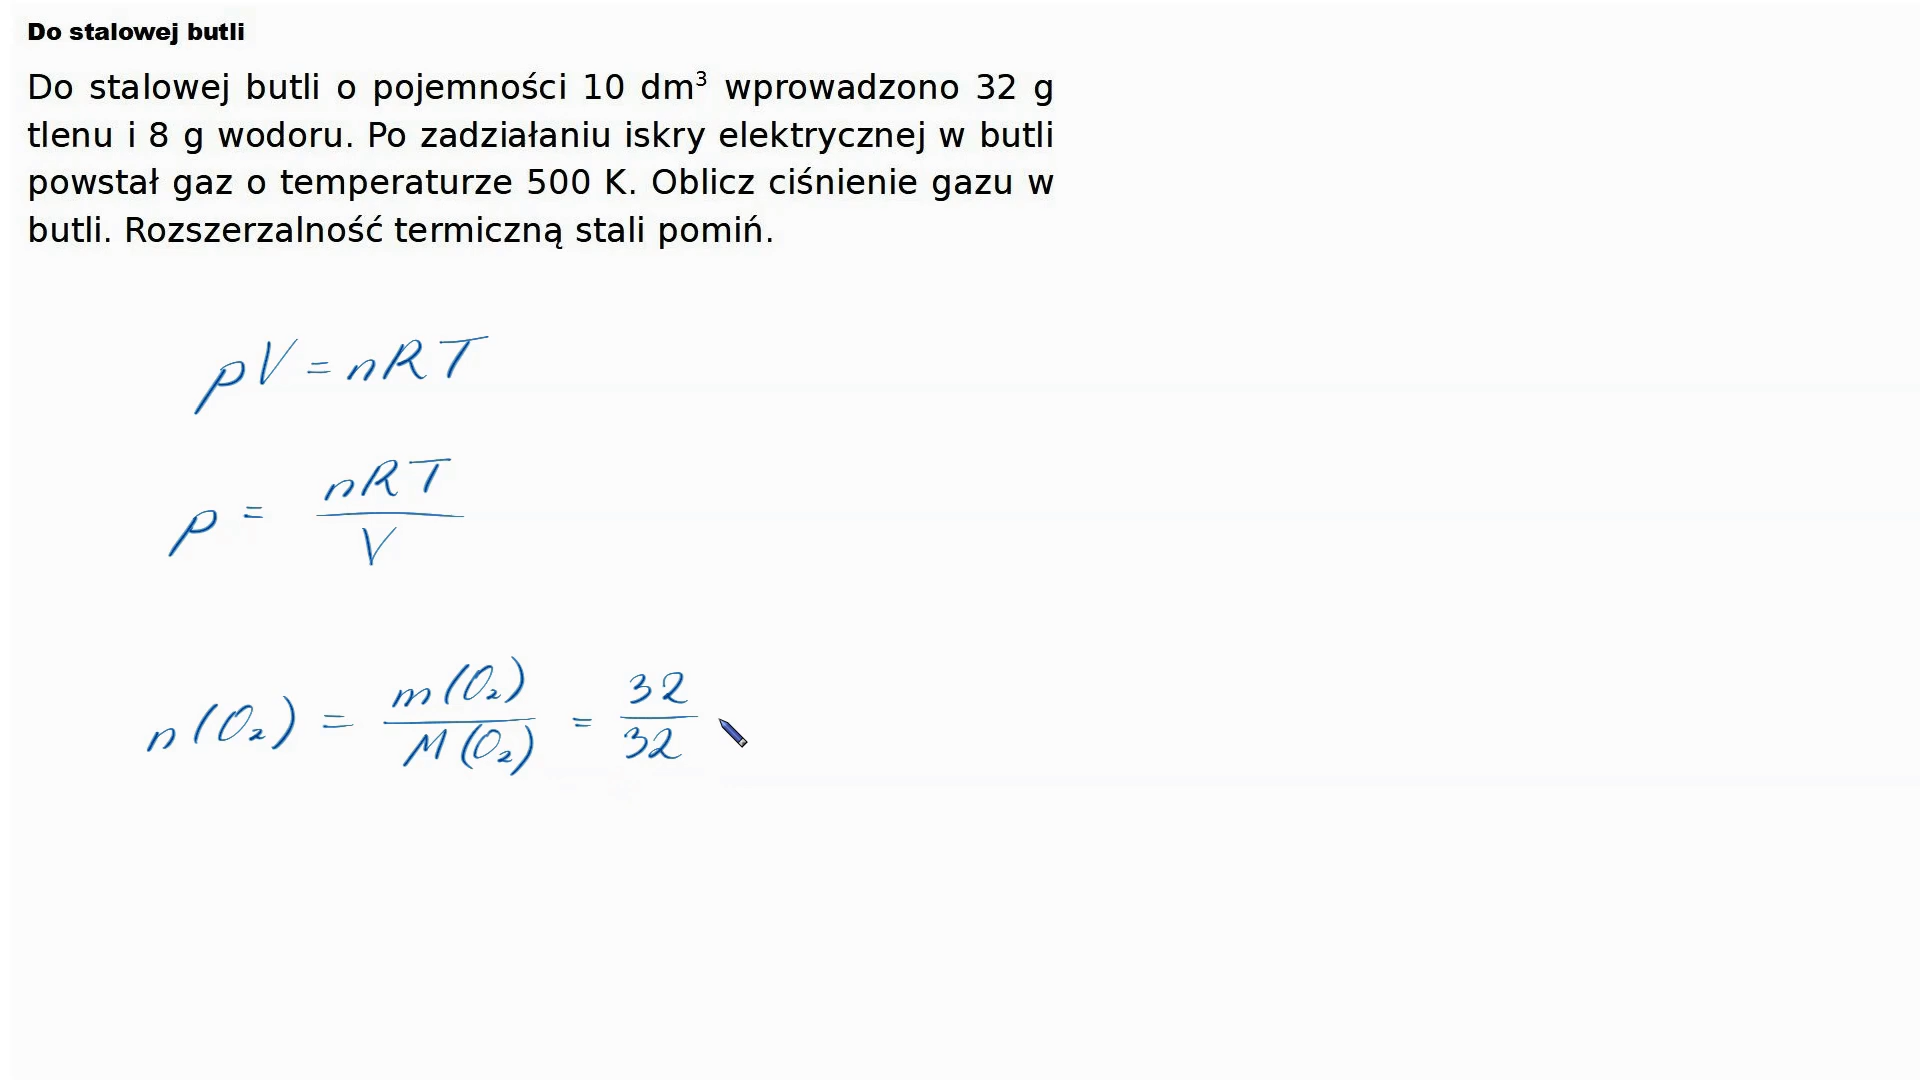 Do stalowej butli
Do stalowej butli o pojemności 10 dm³ wprowadzono 32 g
tlenu i 8 g wodoru. Po zadziałaniu iskry elektrycznej w butli
powstał gaz o temperaturze 500 K. Oblicz ciśnienie gazu w
butli. Rozszerzalność termiczną stali pomiń.
pV = nRT
p = nRT / V
n(O₂) = m(O₂) / M(O₂) = 32 / 32